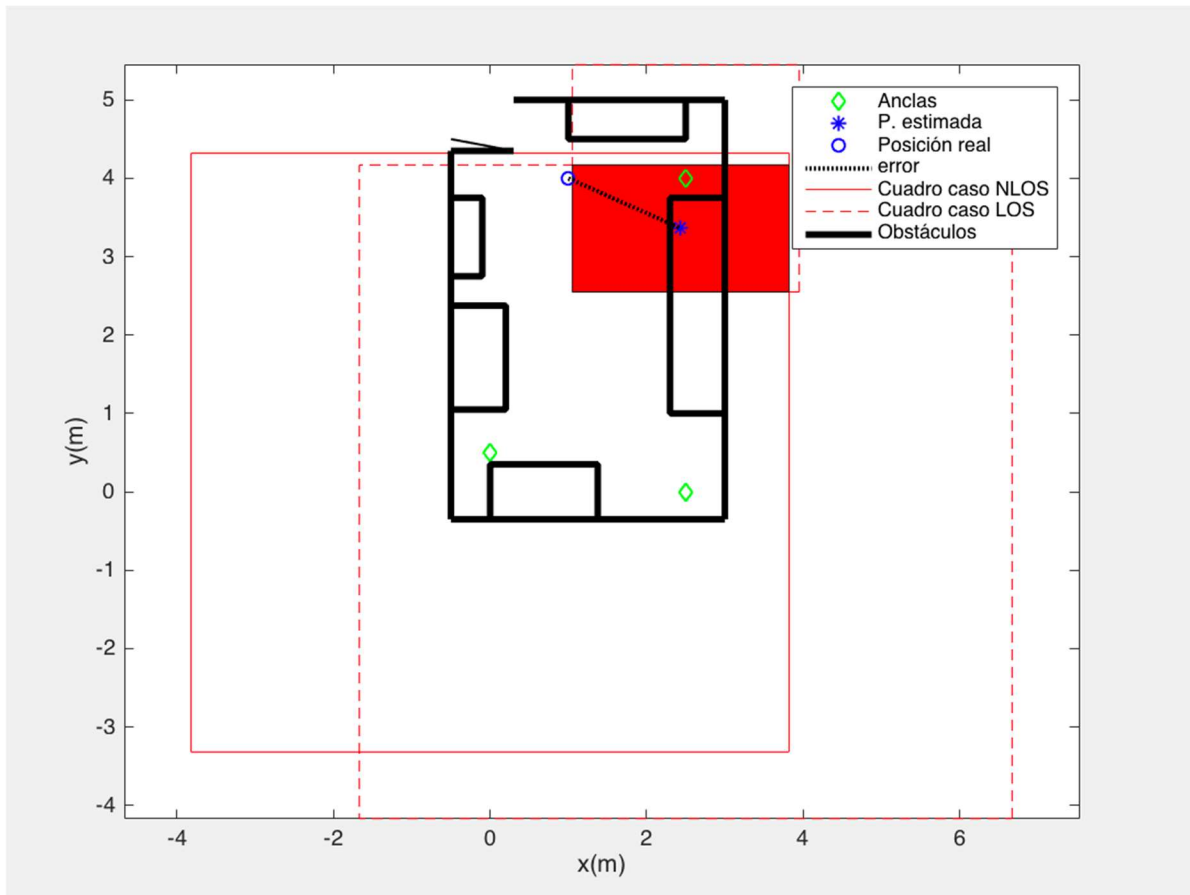 5
4
3
2
1
0
-1
-2
-3
-4
y(m)
-4
-2
0
2
4
6
x(m)
Anclas
P. estimada
Posición real
error
Cuadro caso NLOS
Cuadro caso LOS
Obstáculos